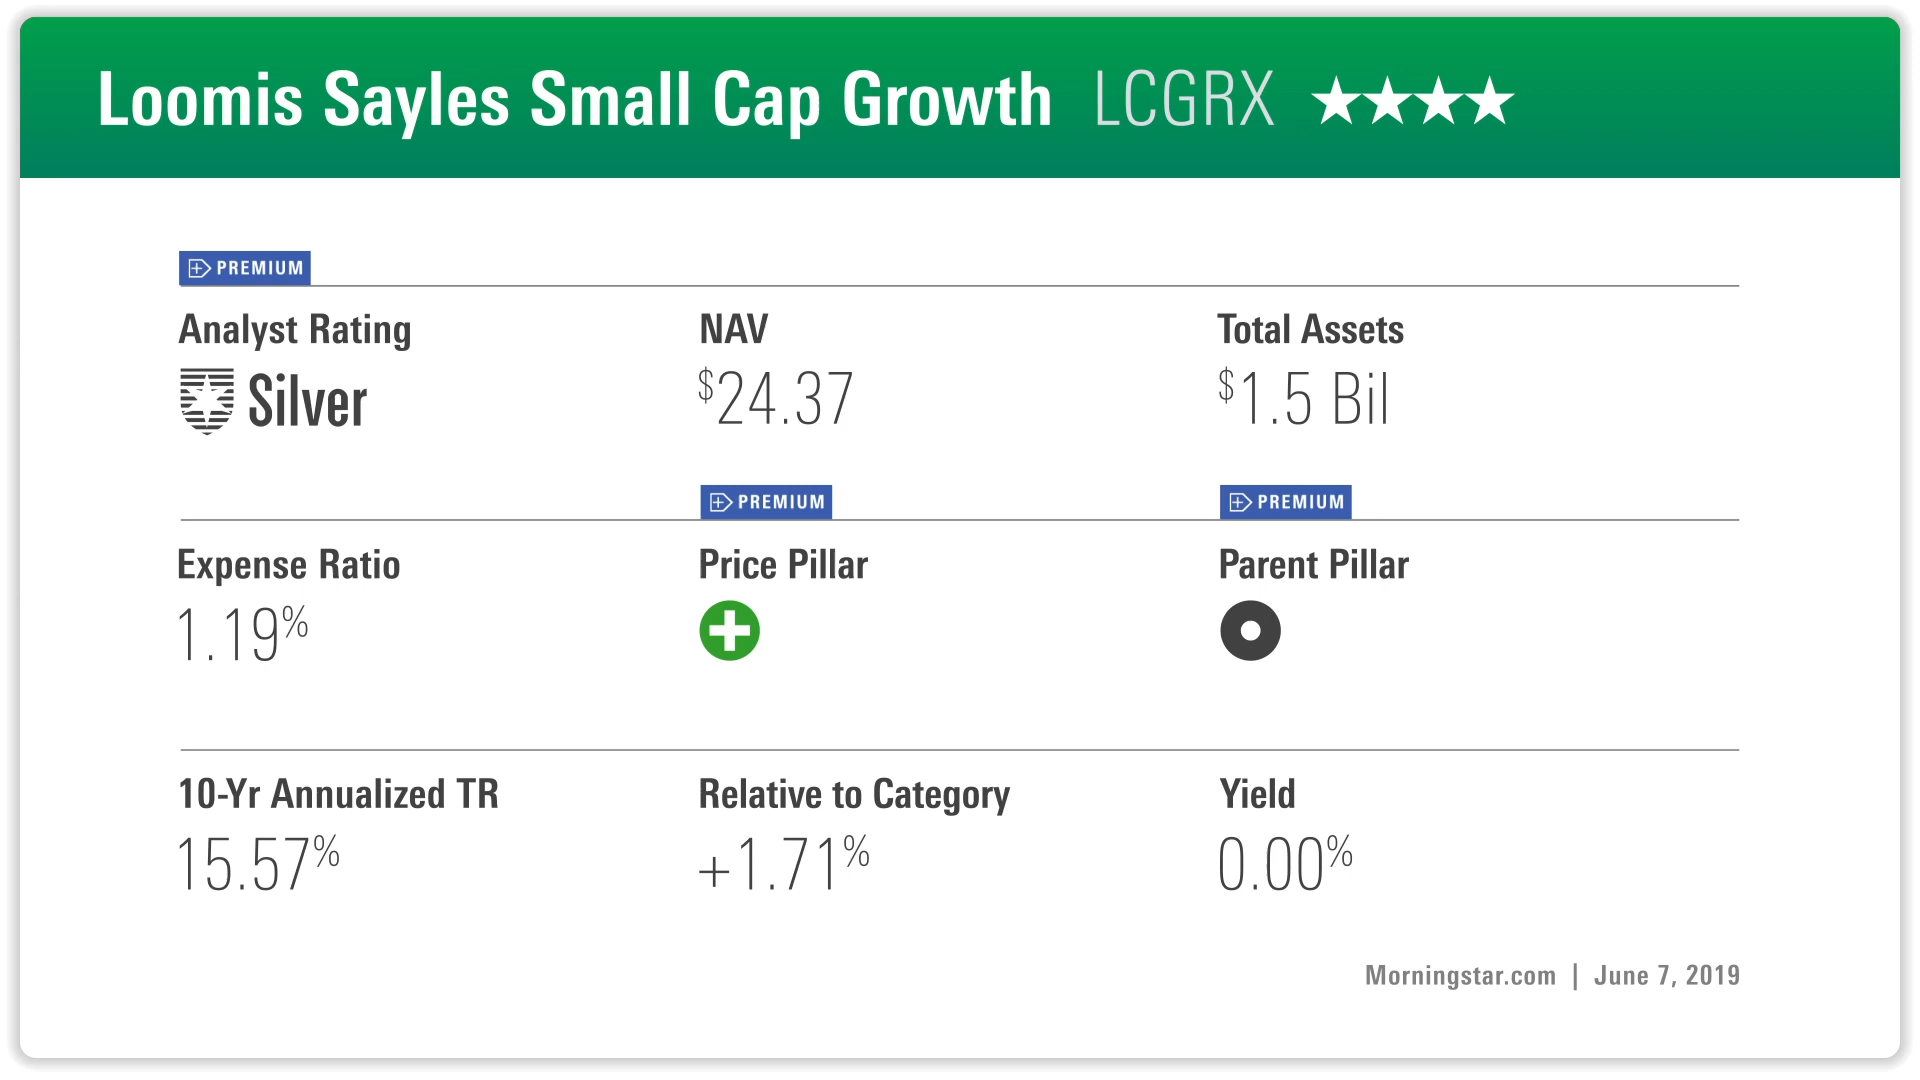 Loomis Sayles Small Cap Growth LCGRX ★★★★
PREMIUM
Analyst Rating NAV Total Assets
Silver $24.37 $1.5 Bil
PREMIUM PREMIUM
Expense Ratio Price Pillar Parent Pillar
1.19%
10-Yr Annualized TR Relative to Category Yield
15.57% +1.71% 0.00%
Morningstar.com | June 7, 2019